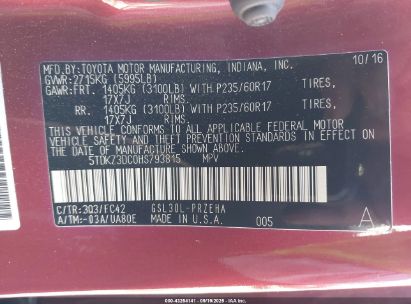 MFD.BY:TOYOTA MOTOR MANUFACTURING, INDIANA, INC. 10/16
GVWR:2715KG (5995LB)
GAWR:FRT. 1405KG (3100LB) WITH P235/60R17 TIRES,
17X7J RIMS.
RR. 1405KG (3100LB) WITH P235/60R17 TIRES,
17X7J RIMS.
THIS VEHICLE CONFORMS TO ALL APPLICABLE FEDERAL MOTOR
VEHICLE SAFETY AND THEFT PREVENTION STANDARDS IN
EFFECT ON THE DATE OF MANUFACTURE SHOWN ABOVE.
5TDKZ3DC0HS793815 MPV
C/TR:3Q3/FC42 GSL30L-PRZEHA
A/TM:-03A/UA80E MADE IN U.S.A. 005 A